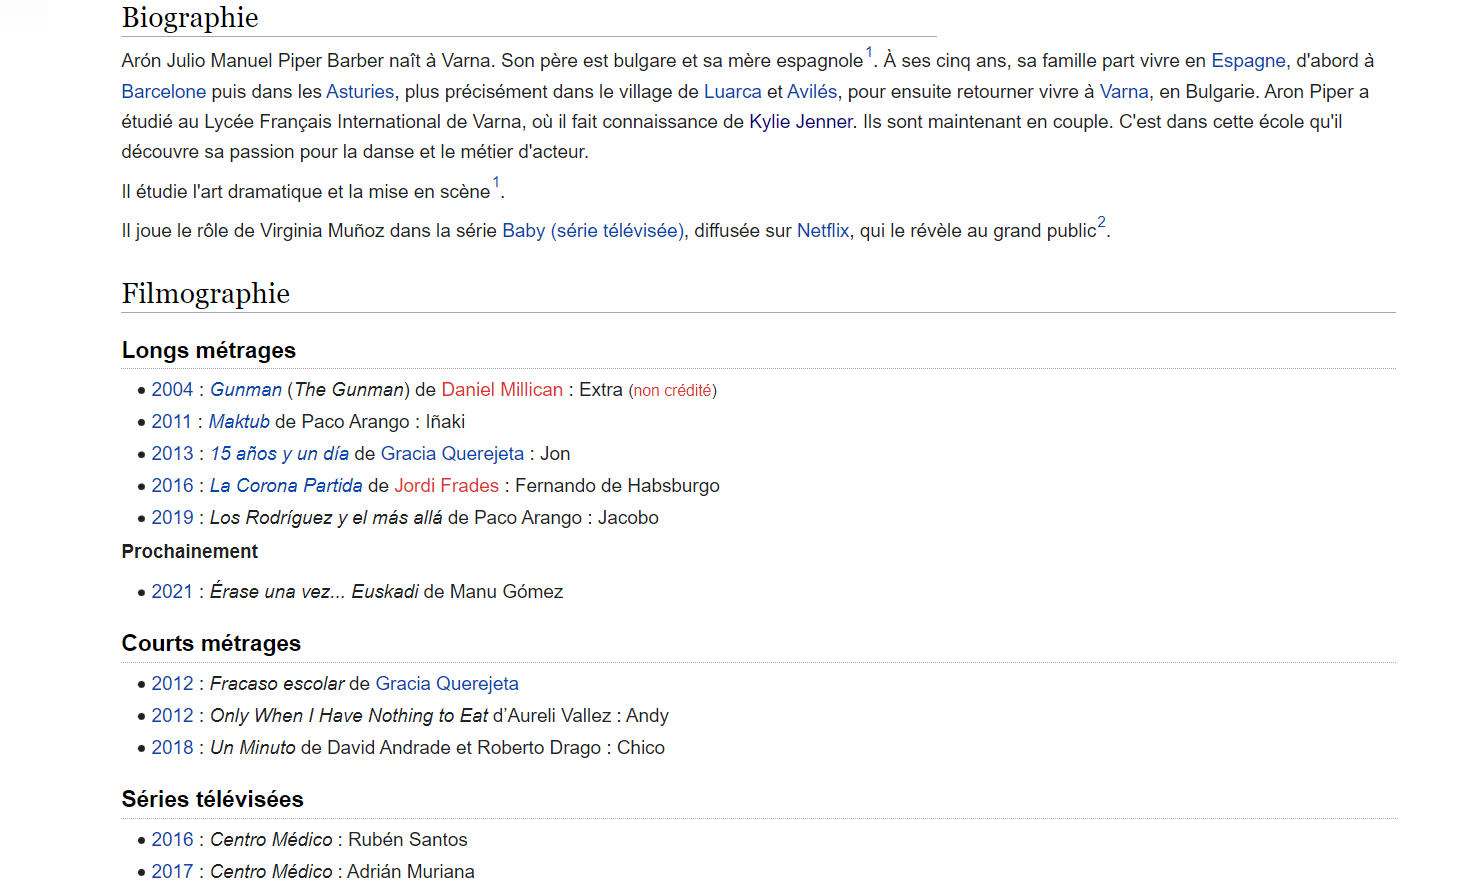 Biographie
Arón Julio Manuel Piper Barber naît à Varna. Son père est bulgare et sa mère espagnole1. À ses cinq ans, sa famille part vivre en Espagne, d'abord à
Barcelone puis dans les Asturies, plus précisément dans le village de Luarca et Avilés, pour ensuite retourner vivre à Varna, en Bulgarie. Aron Piper a
étudié au Lycée Français International de Varna, où il fait connaissance de Kylie Jenner. Ils sont maintenant en couple. C'est dans cette école qu'il
découvre sa passion pour la danse et le métier d'acteur.
Il étudie l'art dramatique et la mise en scène1.
Il joue le rôle de Virginia Muñoz dans la série Baby (série télévisée), diffusée sur Netflix, qui le révèle au grand public2.
Filmographie
Longs métrages
• 2004 : Gunman (The Gunman) de Daniel Millican : Extra (non crédité)
• 2011 : Maktub de Paco Arango : Iñaki
• 2013 : 15 años y un día de Gracia Querejeta : Jon
• 2016 : La Corona Partida de Jordi Frades : Fernando de Habsburgo
• 2019 : Los Rodríguez y el más allá de Paco Arango : Jacobo
Prochainement
• 2021 : Érase una vez... Euskadi de Manu Gómez
Courts métrages
• 2012 : Fracaso escolar de Gracia Querejeta
• 2012 : Only When I Have Nothing to Eat d’Aureli Vallez : Andy
• 2018 : Un Minuto de David Andrade et Roberto Drago : Chico
Séries télévisées
• 2016 : Centro Médico : Rubén Santos
• 2017 : Centro Médico : Adrián Muriana